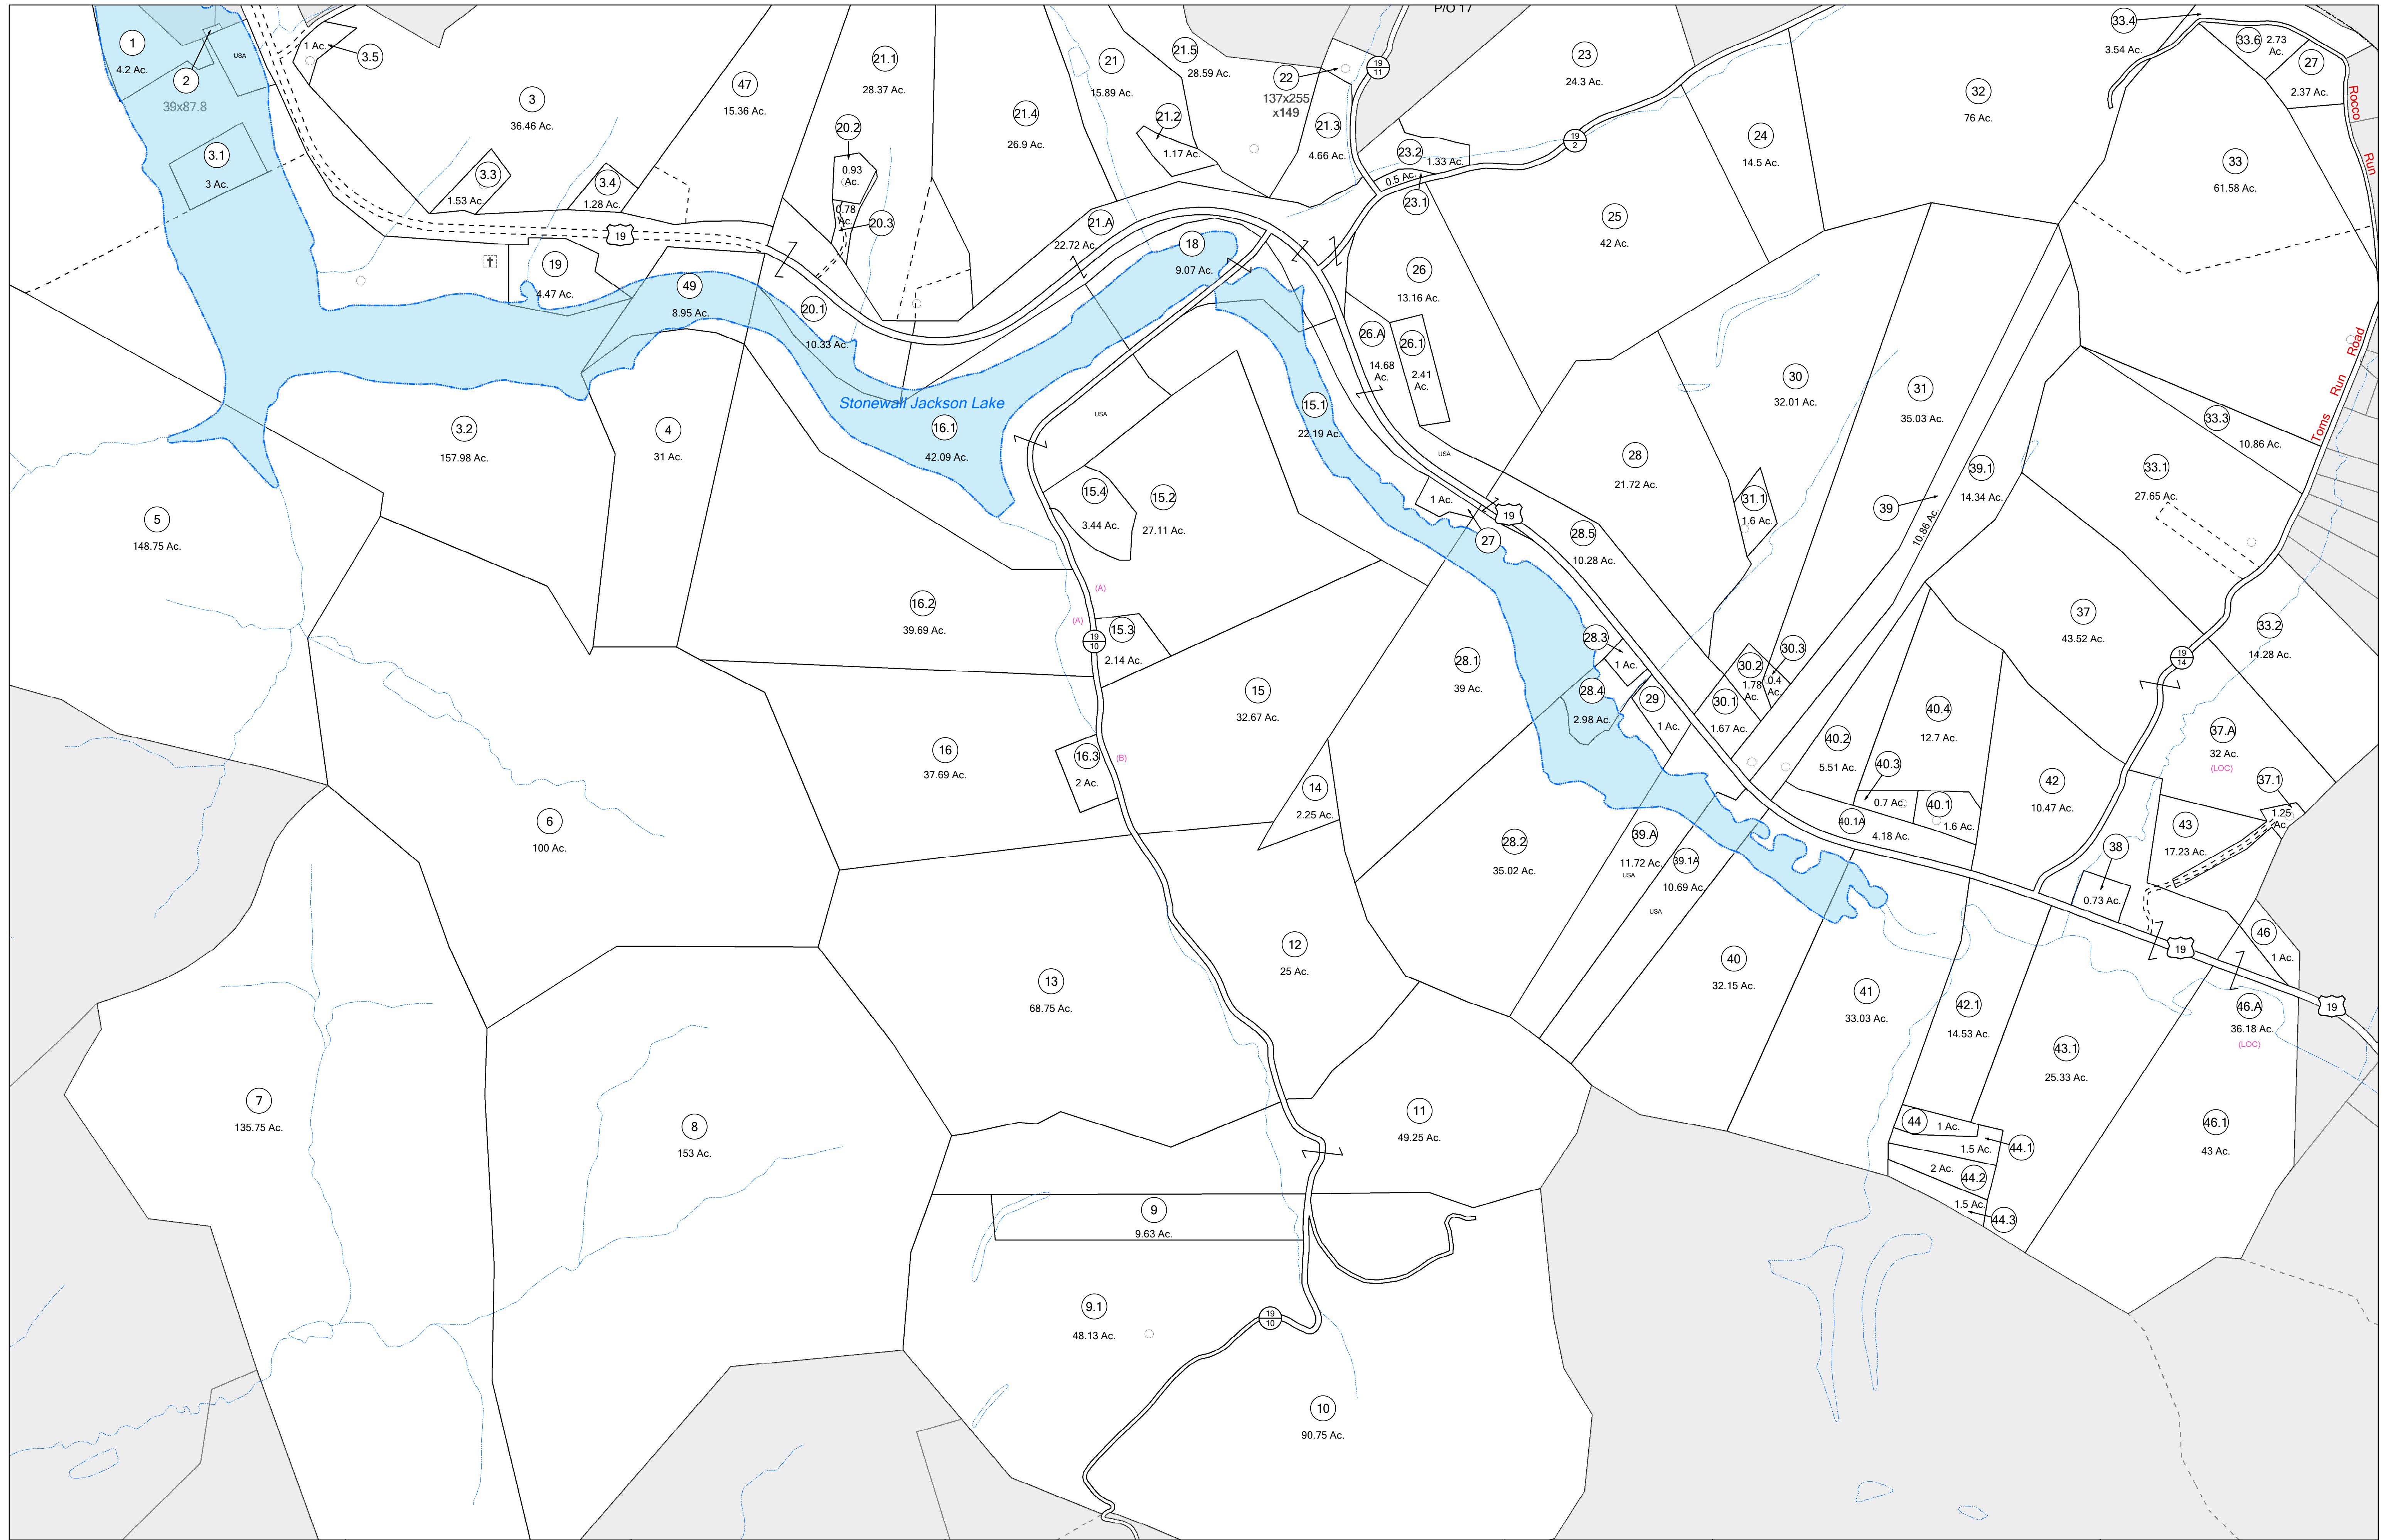 P/O 17
1
4.2 Ac.
2
39x87.8
USA
1 Ac.
3.5
3
36.46 Ac.
47
15.36 Ac.
21.1
28.37 Ac.
20.2
0.93
Ac.
0.78
Ac.
20.3
21.4
26.9 Ac.
21
15.89 Ac.
21.5
28.59 Ac.
21.2
1.17 Ac.
22
137x255
x149
19
11
21.3
4.66 Ac.
23
24.3 Ac.
19
2
23.2
1.33 Ac.
0.5 Ac.
23.1
24
14.5 Ac.
32
76 Ac.
33.4
3.54 Ac.
33.6
2.73
Ac.
27
2.37 Ac.
Rocco
Run
33
61.58 Ac.
3.1
3 Ac.
3.3
1.53 Ac.
3.4
1.28 Ac.
19
19
4.47 Ac.
49
8.95 Ac.
20.1
10.33 Ac.
21.A
22.72 Ac.
18
9.07 Ac.
25
42 Ac.
26
13.16 Ac.
26.A
14.68
Ac.
26.1
2.41
Ac.
30
32.01 Ac.
31
35.03 Ac.
Toms Run Road
33.3
10.86 Ac.
33.1
27.65 Ac.
3.2
157.98 Ac.
4
31 Ac.
Stonewall Jackson Lake
16.1
42.09 Ac.
USA
15.1
22.19 Ac.
USA
28
21.72 Ac.
31.1
1.6 Ac.
39
10.86 Ac.
39.1
14.34 Ac.
5
148.75 Ac.
15.4
3.44 Ac.
15.2
27.11 Ac.
1 Ac.
27
19
28.5
10.28 Ac.
(A)
(A)
16.2
39.69 Ac.
19
10
15.3
2.14 Ac.
37
43.52 Ac.
33.2
14.28 Ac.
19
14
28.1
39 Ac.
28.3
1 Ac.
28.4
2.98 Ac.
29
1 Ac.
30.2
1.78
Ac.
30.3
0.4
Ac.
30.1
1.67 Ac.
15
32.67 Ac.
16
37.69 Ac.
16.3
2 Ac.
(B)
14
2.25 Ac.
40.4
12.7 Ac.
40.2
5.51 Ac.
40.3
0.7 Ac.
40.1
1.6 Ac.
40.1A
4.18 Ac.
42
10.47 Ac.
37.A
32 Ac.
(LOC)
37.1
1.25
Ac.
43
17.23 Ac.
38
0.73 Ac.
6
100 Ac.
28.2
35.02 Ac.
39.A
11.72 Ac.
USA
39.1A
10.69 Ac.
USA
12
25 Ac.
13
68.75 Ac.
40
32.15 Ac.
41
33.03 Ac.
42.1
14.53 Ac.
19
46
1 Ac.
19
46.A
36.18 Ac.
(LOC)
43.1
25.33 Ac.
7
135.75 Ac.
8
153 Ac.
11
49.25 Ac.
44
1 Ac.
44.1
1.5 Ac.
2 Ac.
44.2
1.5 Ac.
44.3
46.1
43 Ac.
9
9.63 Ac.
9.1
48.13 Ac.
19
10
10
90.75 Ac.